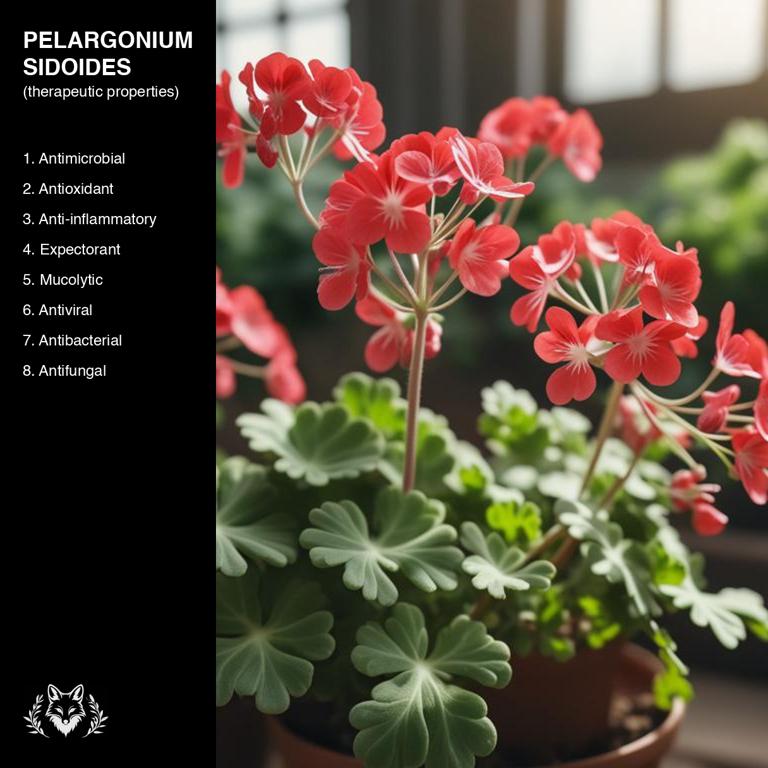 PELARGONIUM
SIDOIDES
(therapeutic properties)
1. Antimicrobial
2. Antioxidant
3. Anti-inflammatory
4. Expectorant
5. Mucolytic
6. Antiviral
7. Antibacterial
8. Antifungal